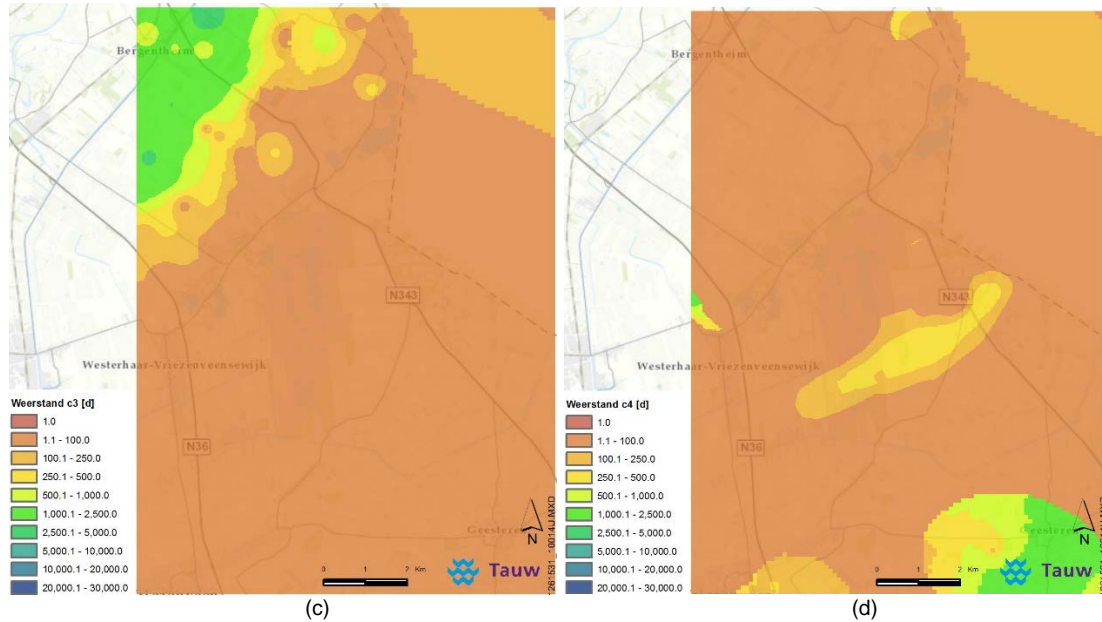 Bergentheim
N343
Westerhaar-Vriezenveensewijk
Weerstand c3 [d]
1.0
1.1 - 100.0
100.1 - 250.0
250.1 - 500.0
500.1 - 1,000.0
1,000.1 - 2,500.0
2,500.1 - 5,000.0
5,000.1 - 10,000.0
10,000.1 - 20,000.0
20,000.1 - 30,000.0
N36
Geesteren
N
0 1 2 Km
Tauw
(c)
Bergentheim
N343
Westerhaar-Vriezenveensewijk
Weerstand c4 [d]
1.0
1.1 - 100.0
100.1 - 250.0
250.1 - 500.0
500.1 - 1,000.0
1,000.1 - 2,500.0
2,500.1 - 5,000.0
5,000.1 - 10,000.0
10,000.1 - 20,000.0
20,000.1 - 30,000.0
N36
N
0 1 2 Km
Tauw
(d)